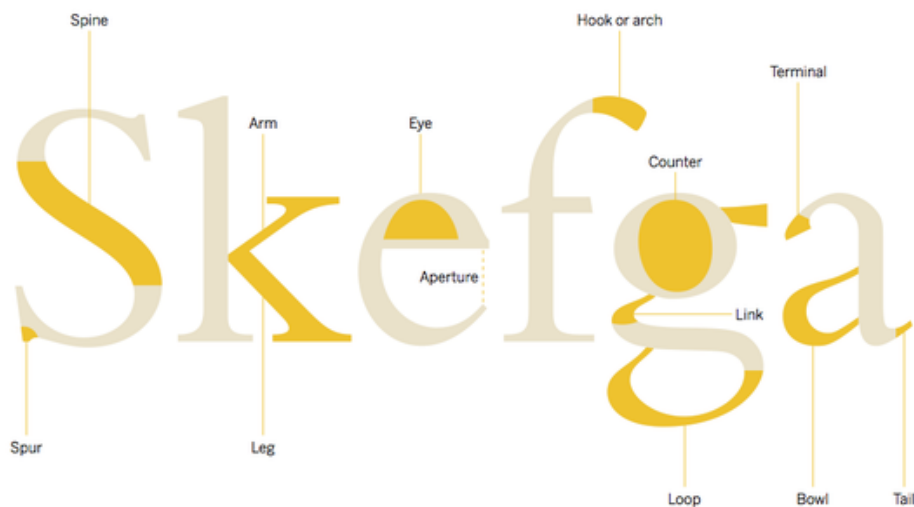 Spine
Hook or arch
Terminal
Arm
Eye
Counter
Skefga
Aperture
Link
Spur
Leg
Loop
Bowl
Tail